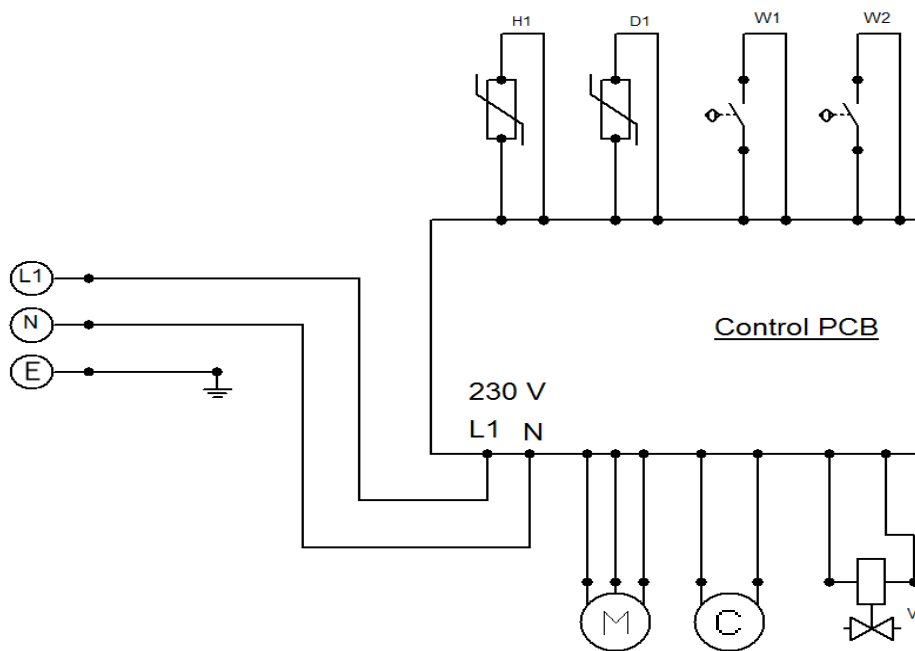 H1 D1 W1 W2
L1
N
Control PCB
E
230 V
L1 N
M C
V